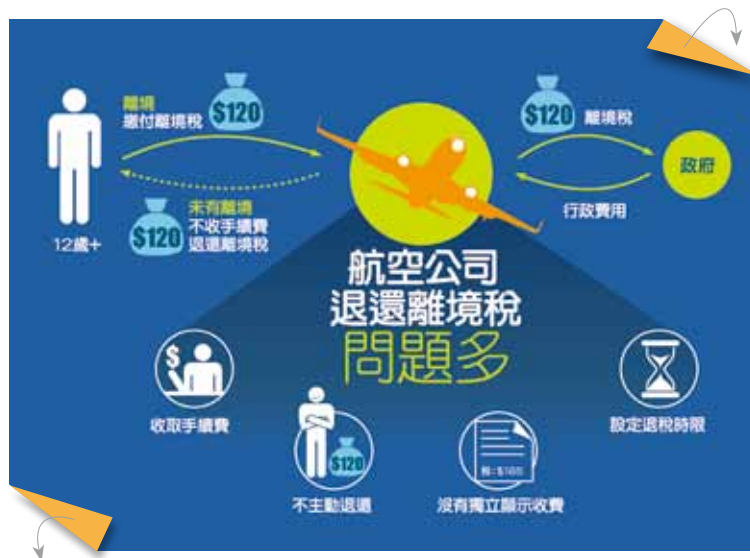 離境
繳付離境稅
$120
12歲+
$120
未有離境
不收手續費
退還離境稅
$120
離境稅
政府
行政費用
航空公司
退還離境稅
問題多
$
收取手續費
$120
不主動退還
稅:$
沒有獨立顯示收費
設定退稅時限